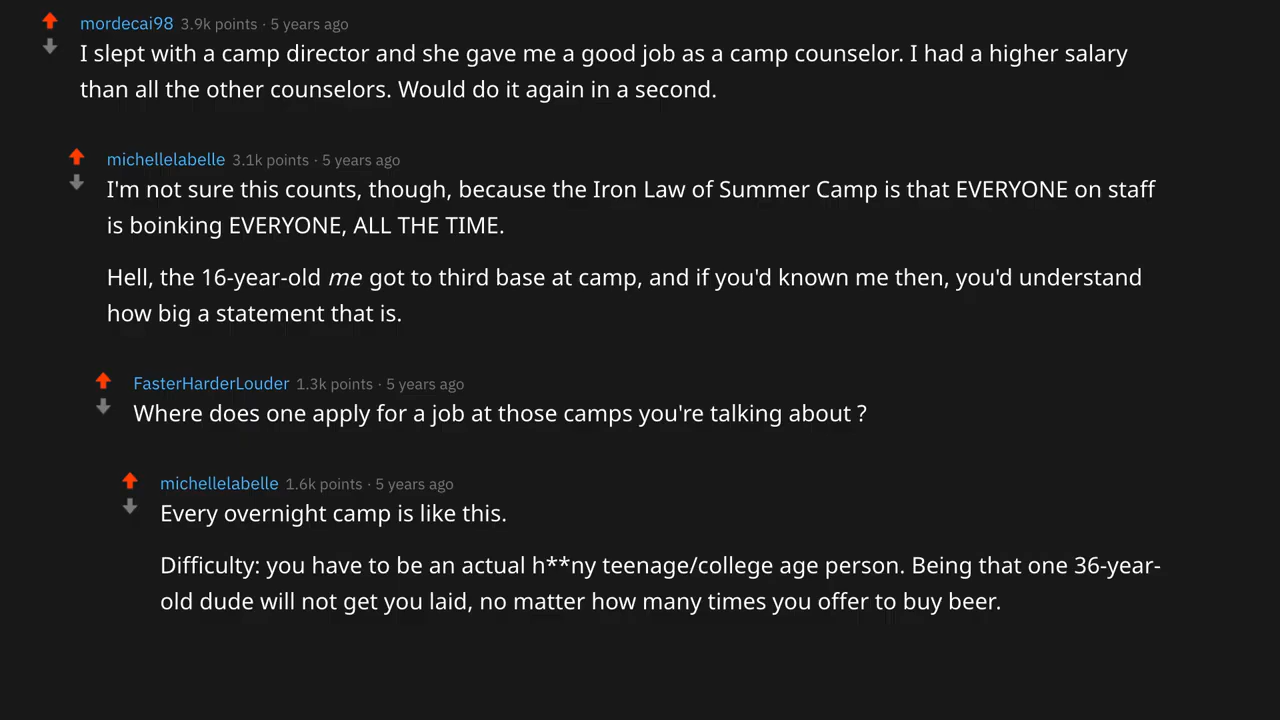 mordecai98 3.9k points · 5 years ago
I slept with a camp director and she gave me a good job as a camp counselor. I had a higher salary
than all the other counselors. Would do it again in a second.
michellelabelle 3.1k points · 5 years ago
I'm not sure this counts, though, because the Iron Law of Summer Camp is that EVERYONE on staff
is boinking EVERYONE, ALL THE TIME.
Hell, the 16-year-old me got to third base at camp, and if you'd known me then, you'd understand
how big a statement that is.
FasterHarderLouder 1.3k points · 5 years ago
Where does one apply for a job at those camps you're talking about ?
michellelabelle 1.6k points · 5 years ago
Every overnight camp is like this.
Difficulty: you have to be an actual h**ny teenage/college age person. Being that one 36-year-
old dude will not get you laid, no matter how many times you offer to buy beer.